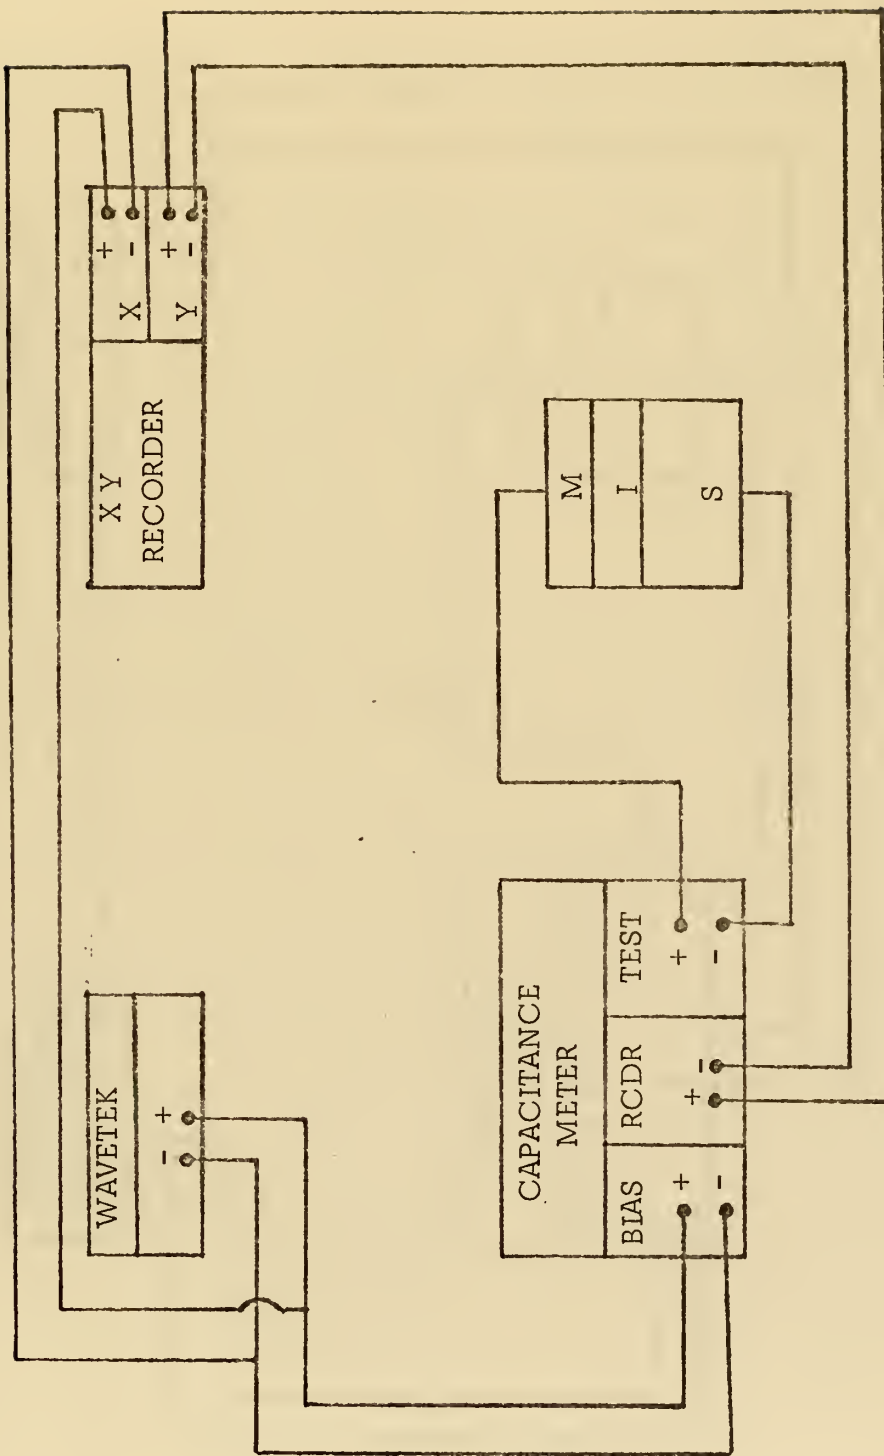 WAVETEK
- +
X Y
RECORDER
X + -
Y + -
CAPACITANCE
METER
BIAS
+ -
RCDR
+ -
TEST
+ -
M
I
S